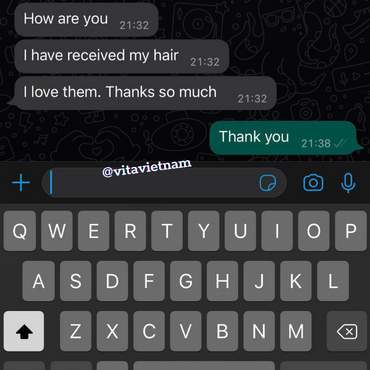 How are you 21:32
I have received my hair 21:32
I love them. Thanks so much 21:32
Thank you 21:38
@vitavietnam
Q W E R T Y U I O P
A S D F G H J K L
Z X C V B N M